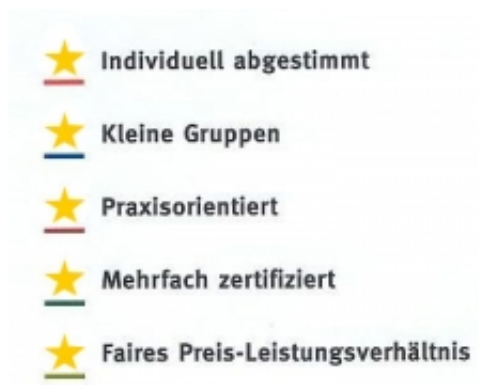 Individuell abgestimmt
Kleine Gruppen
Praxisorientiert
Mehrfach zertifiziert
Faires Preis-Leistungsverhältnis